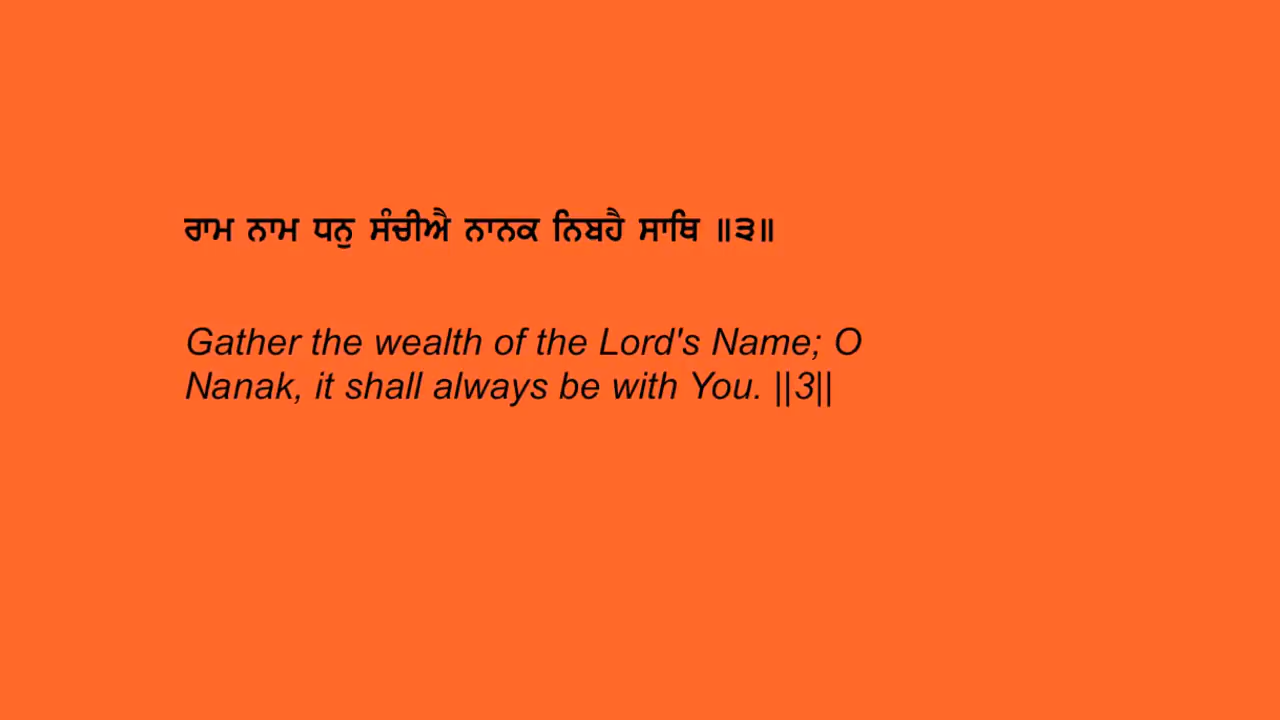 ਰਾਮ ਨਾਮ ਧਨੁ ਸੰਚੀਐ ਨਾਨਕ ਨਿਬਹੈ ਸਾਥਿ ॥੩॥
Gather the wealth of the Lord's Name; O
Nanak, it shall always be with You. ||3||